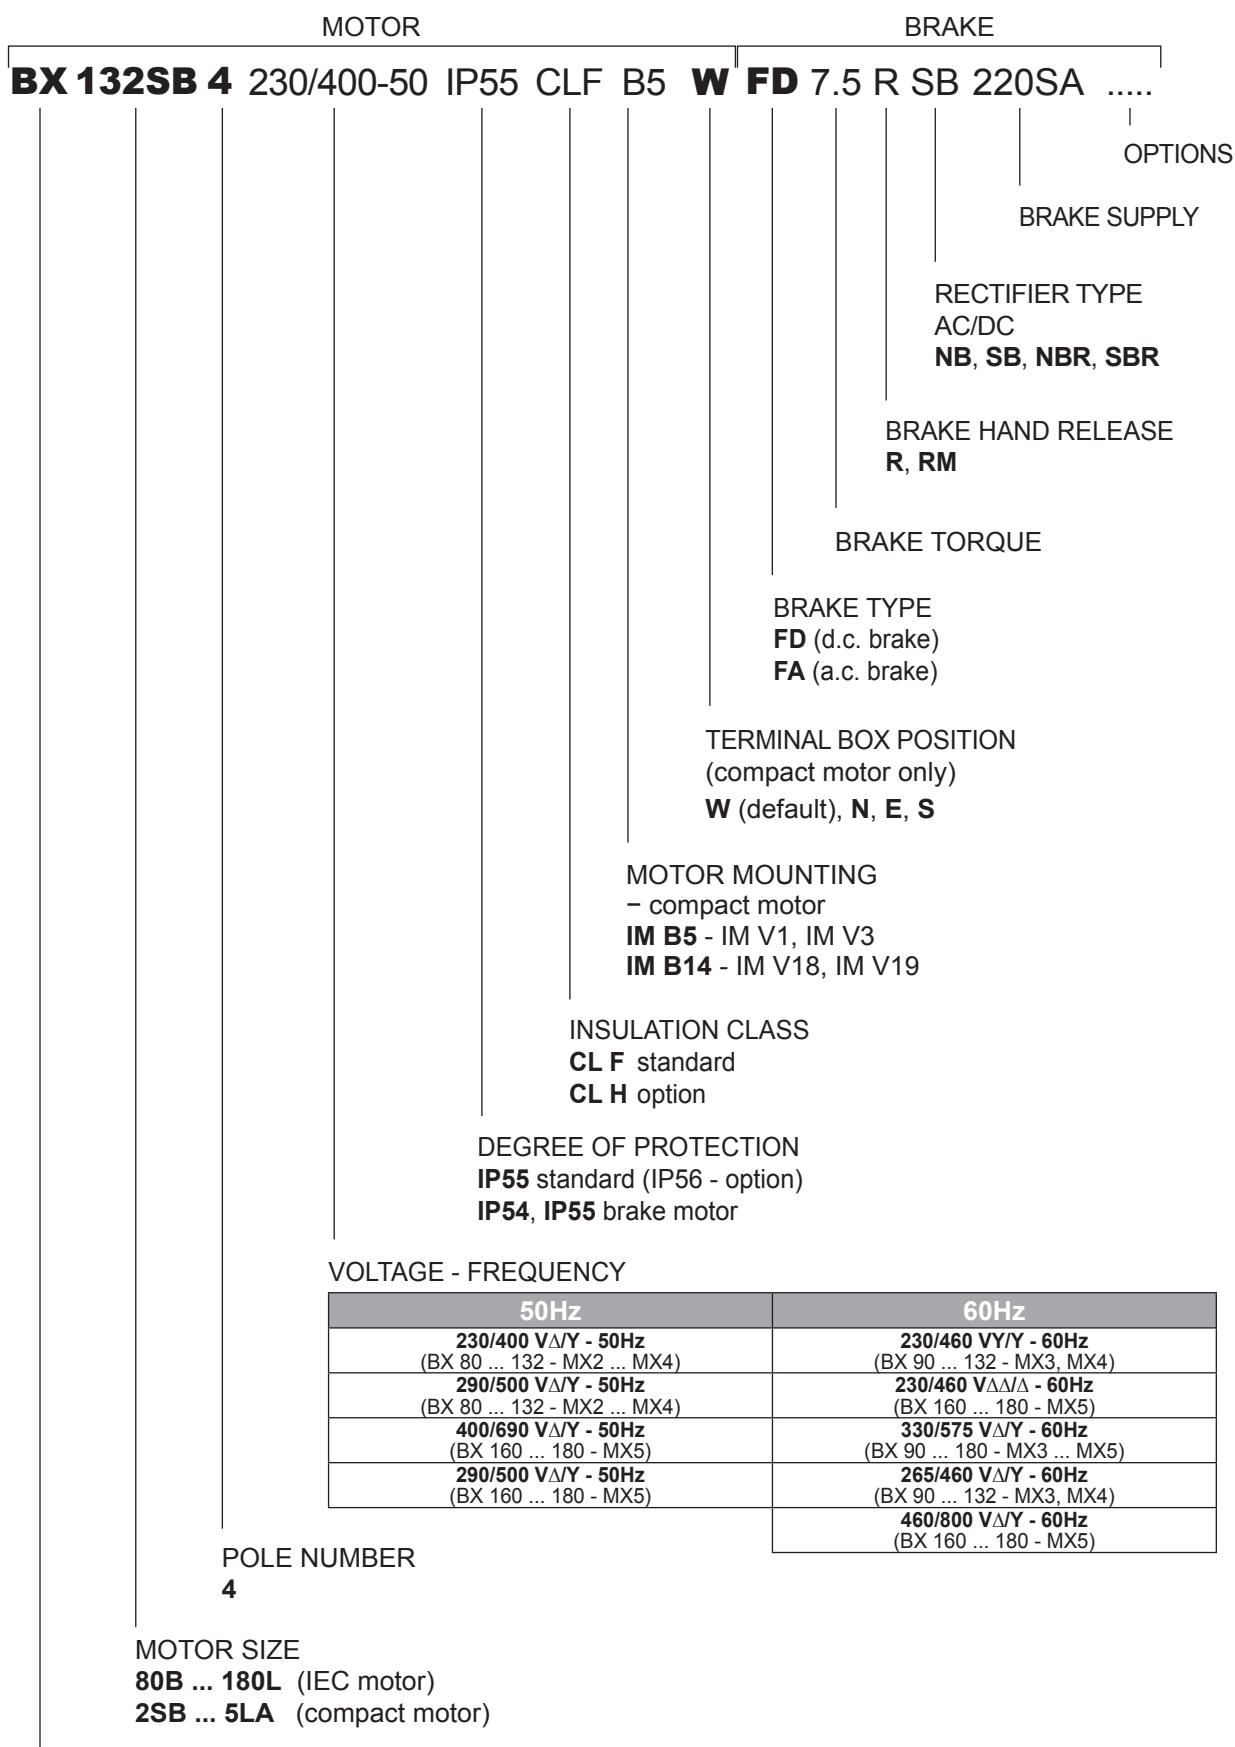 MOTOR BRAKE
BX 132SB 4 230/400-50 IP55 CLF B5 W FD 7.5 R SB 220SA .....
OPTIONS
BRAKE SUPPLY
RECTIFIER TYPE
AC/DC
NB, SB, NBR, SBR
BRAKE HAND RELEASE
R, RM
BRAKE TORQUE
BRAKE TYPE
FD (d.c. brake)
FA (a.c. brake)
TERMINAL BOX POSITION
(compact motor only)
W (default), N, E, S
MOTOR MOUNTING
− compact motor
IM B5 - IM V1, IM V3
IM B14 - IM V18, IM V19
INSULATION CLASS
CL F standard
CL H option
DEGREE OF PROTECTION
IP55 standard (IP56 - option)
IP54, IP55 brake motor
VOLTAGE - FREQUENCY
50Hz 60Hz
230/400 V∆/Y - 50Hz 230/460 VY/Y - 60Hz
(BX 80 ... 132 - MX2 ... MX4) (BX 90 ... 132 - MX3, MX4)
290/500 V∆/Y - 50Hz 230/460 V∆∆/∆ - 60Hz
(BX 80 ... 132 - MX2 ... MX4) (BX 160 ... 180 - MX5)
400/690 V∆/Y - 50Hz 330/575 V∆/Y - 60Hz
(BX 160 ... 180 - MX5) (BX 90 ... 180 - MX3 ... MX5)
290/500 V∆/Y - 50Hz 265/460 V∆/Y - 60Hz
(BX 160 ... 180 - MX5) (BX 90 ... 132 - MX3, MX4)
460/800 V∆/Y - 60Hz
(BX 160 ... 180 - MX5)
POLE NUMBER
4
MOTOR SIZE
80B ... 180L (IEC motor)
2SB ... 5LA (compact motor)